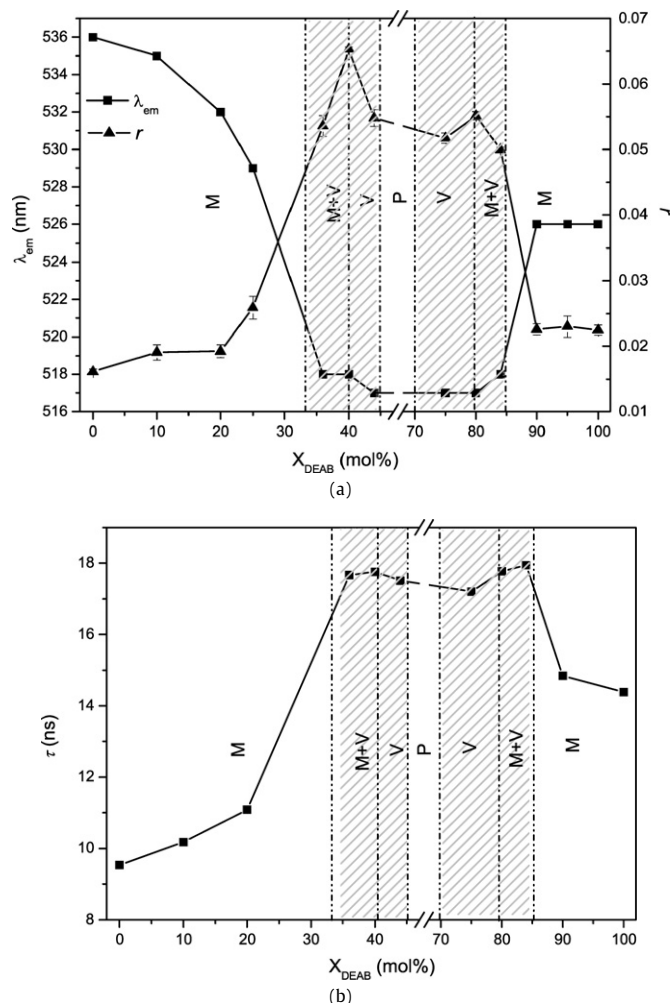 536
534
532
530
528
526
524
522
520
518
516
λem (nm)
λem
r
M
M+V
V
P
V
M+V
M
0.07
0.06
0.05
0.04
0.03
0.02
0.01
r
0 10 20 30 40 70 80 90 100
XDEAB (mol%)
(a)
18
16
14
12
10
8
τ (ns)
M
M+V
V
P
V
M+V
M
0 10 20 30 40 70 80 90 100
XDEAB (mol%)
(b)